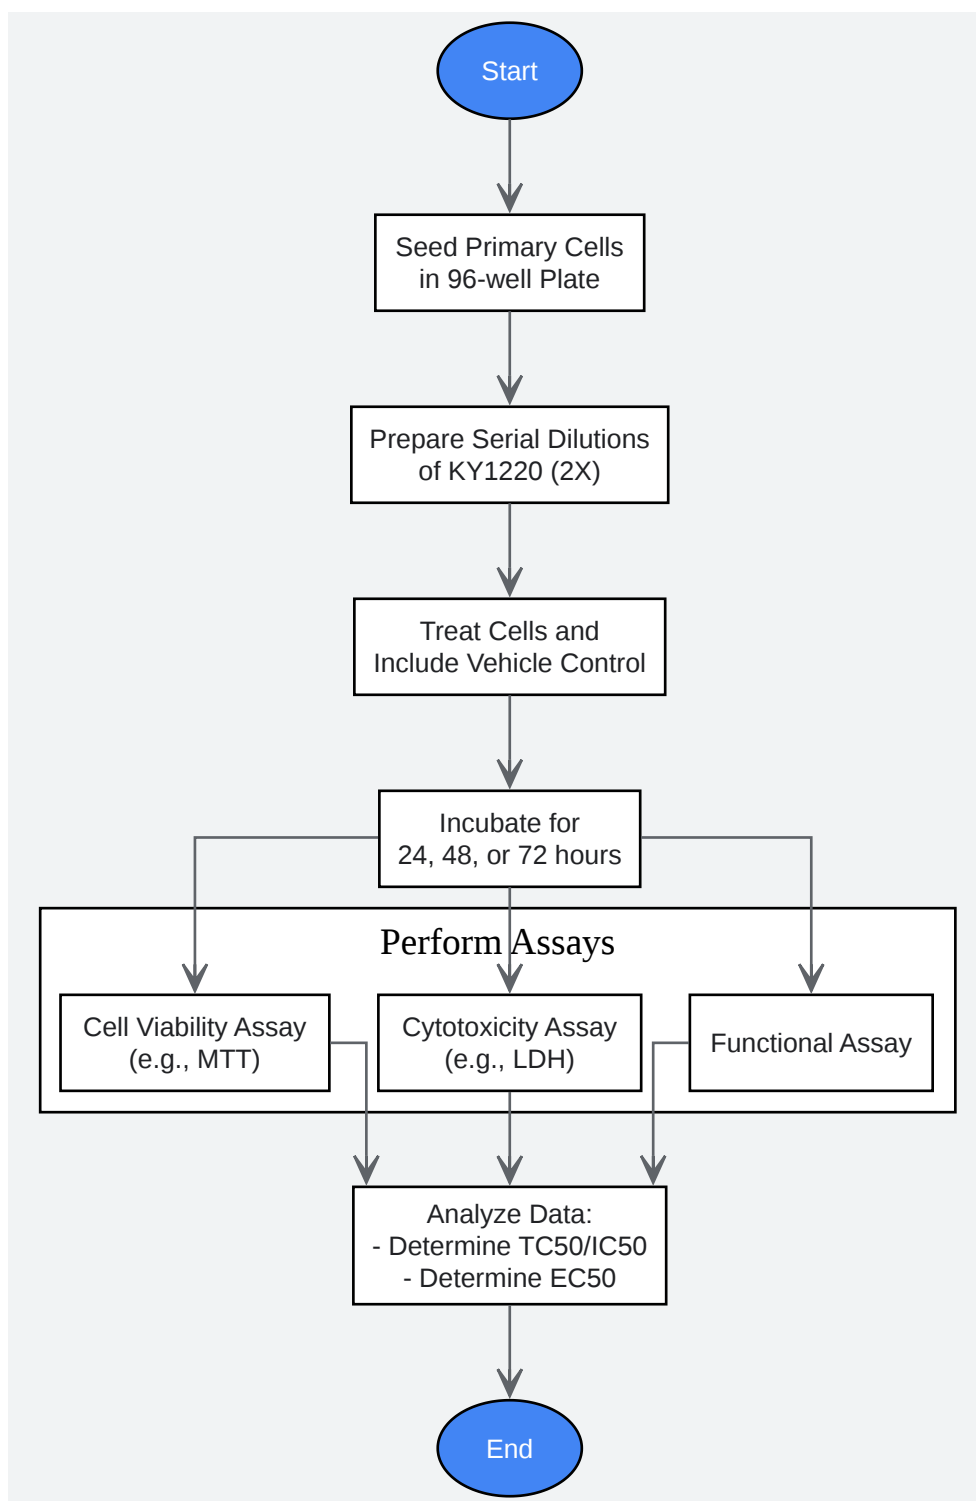 Start
Seed Primary Cells
in 96-well Plate
Prepare Serial Dilutions
of KY1220 (2X)
Treat Cells and
Include Vehicle Control
Incubate for
24, 48, or 72 hours
Perform Assays
Cell Viability Assay
(e.g., MTT)
Cytotoxicity Assay
(e.g., LDH)
Functional Assay
Analyze Data:
- Determine TC50/IC50
- Determine EC50
End